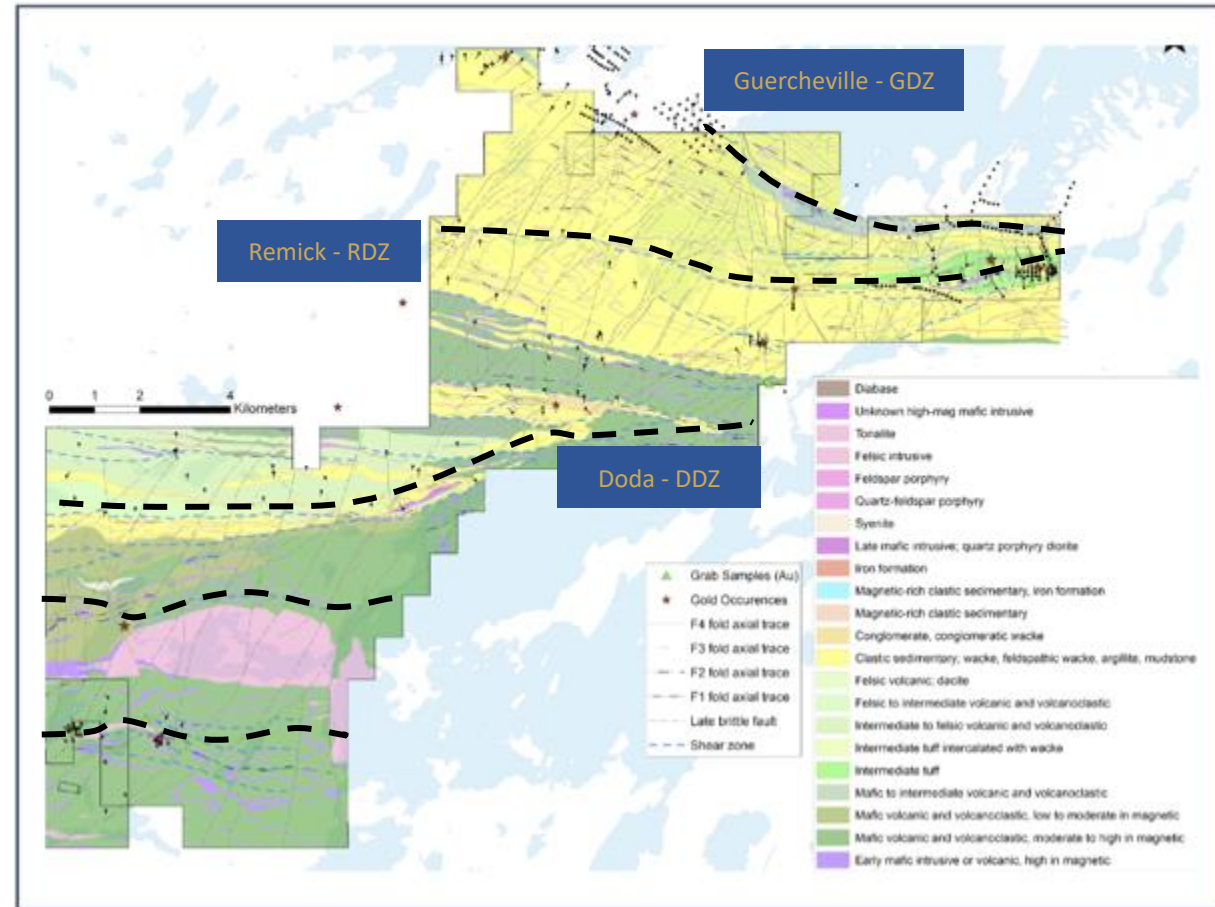 Guercheville - GDZ
Remick - RDZ
Doda - DDZ
0 2 4
Kilometers
Grab Samples (Au)
Gold Occurences
F4 fold axial trace
F3 fold axial trace
F2 fold axial trace
F1 fold axial trace
Late brittle fault
Shear zone
Diabase
Unknown high-mag mafic intrusive
Tonalite
Felsic intrusive
Feldspar porphyry
Quartz-feldspar porphyry
Syenite
Late mafic intrusive; quartz porphyry diorite
Iron formation
Magnetic-rich clastic sedimentary, iron formation
Magnetic-rich clastic sedimentary
Conglomerate, conglomeratic wacke
Clastic sedimentary; wacke, feldspathic wacke, argillite, mudstone
Felsic volcanic; dacite
Felsic to intermediate volcanic and volcanoclastic
Intermediate to felsic volcanic and volcanoclastic
Intermediate tuff intercalated with wacke
Intermediate tuff
Mafic to intermediate volcanic and volcanoclastic
Mafic volcanic and volcanoclastic, low to moderate in magnetic
Mafic volcanic and volcanoclastic, moderate to high in magnetic
Early mafic intrusive or volcanic, high in magnetic